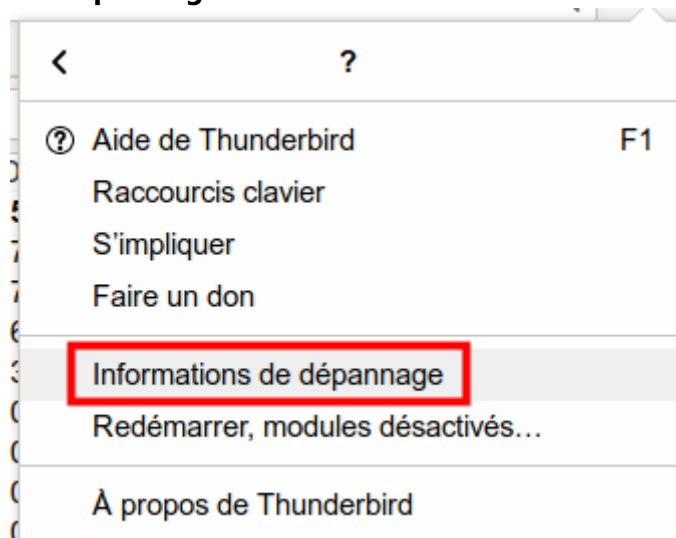 ?
Aide de Thunderbird F1
Raccourcis clavier
S'impliquer
Faire un don
Informations de dépannage
Redémarrer, modules désactivés…
À propos de Thunderbird